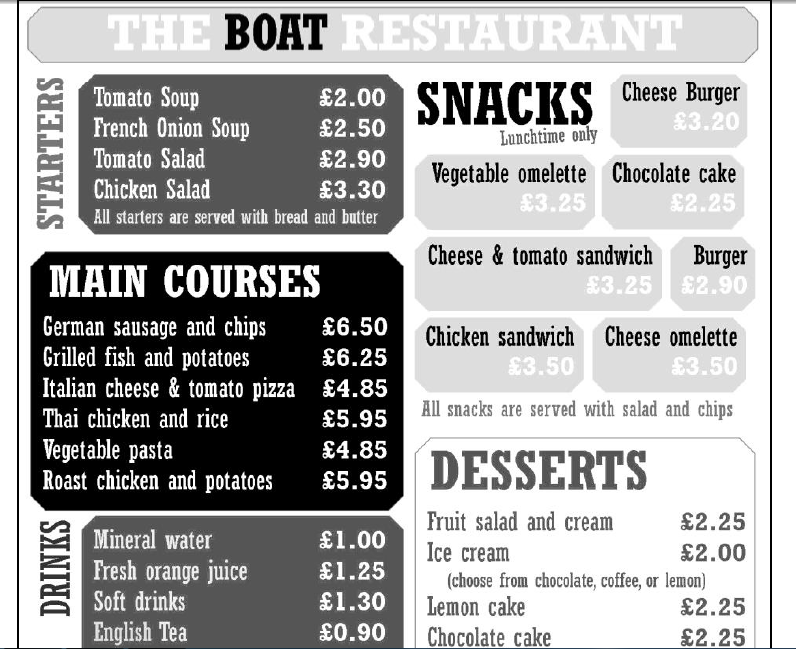 THE BOAT RESTAURANT
STARTERS
Tomato Soup £2.00
French Onion Soup £2.50
Tomato Salad £2.90
Chicken Salad £3.30
All starters are served with bread and butter
MAIN COURSES
German sausage and chips £6.50
Grilled fish and potatoes £6.25
Italian cheese & tomato pizza £4.85
Thai chicken and rice £5.95
Vegetable pasta £4.85
Roast chicken and potatoes £5.95
DRINKS
Mineral water £1.00
Fresh orange juice £1.25
Soft drinks £1.30
English Tea £0.90
SNACKS
Lunchtime only
Cheese Burger
£3.20
Vegetable omelette
£3.25
Chocolate cake
£2.25
Cheese & tomato sandwich
£3.25
Burger
£2.90
Chicken sandwich
£3.50
Cheese omelette
£3.50
All snacks are served with salad and chips
DESSERTS
Fruit salad and cream £2.25
Ice cream £2.00
(choose from chocolate, coffee, or lemon)
Lemon cake £2.25
Chocolate cake £2.25